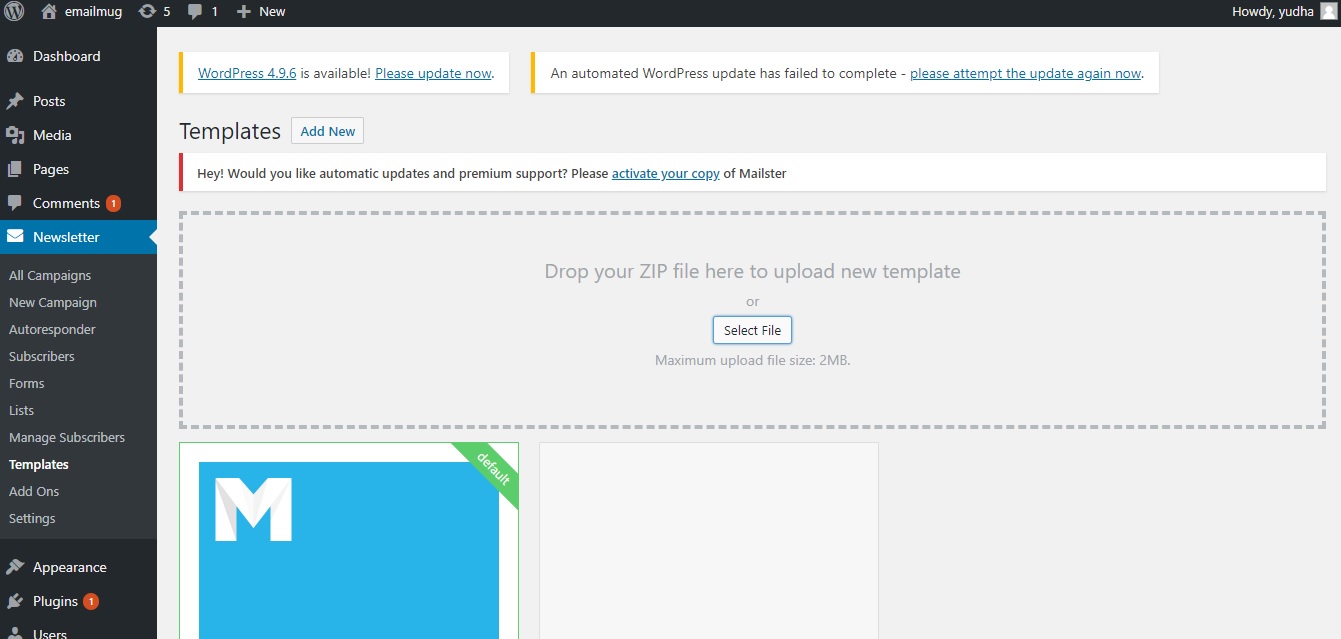 emailmug 5 1 New Howdy, yudha
Dashboard
Posts
Media
Pages
Comments 1
Newsletter
All Campaigns
New Campaign
Autoresponder
Subscribers
Forms
Lists
Manage Subscribers
Templates
Add Ons
Settings
Appearance
Plugins 1
Users
WordPress 4.9.6 is available! Please update now.
An automated WordPress update has failed to complete - please attempt the update again now.
Templates Add New
Hey! Would you like automatic updates and premium support? Please activate your copy of Mailster
Drop your ZIP file here to upload new template
or
Select File
Maximum upload file size: 2MB.
default
M